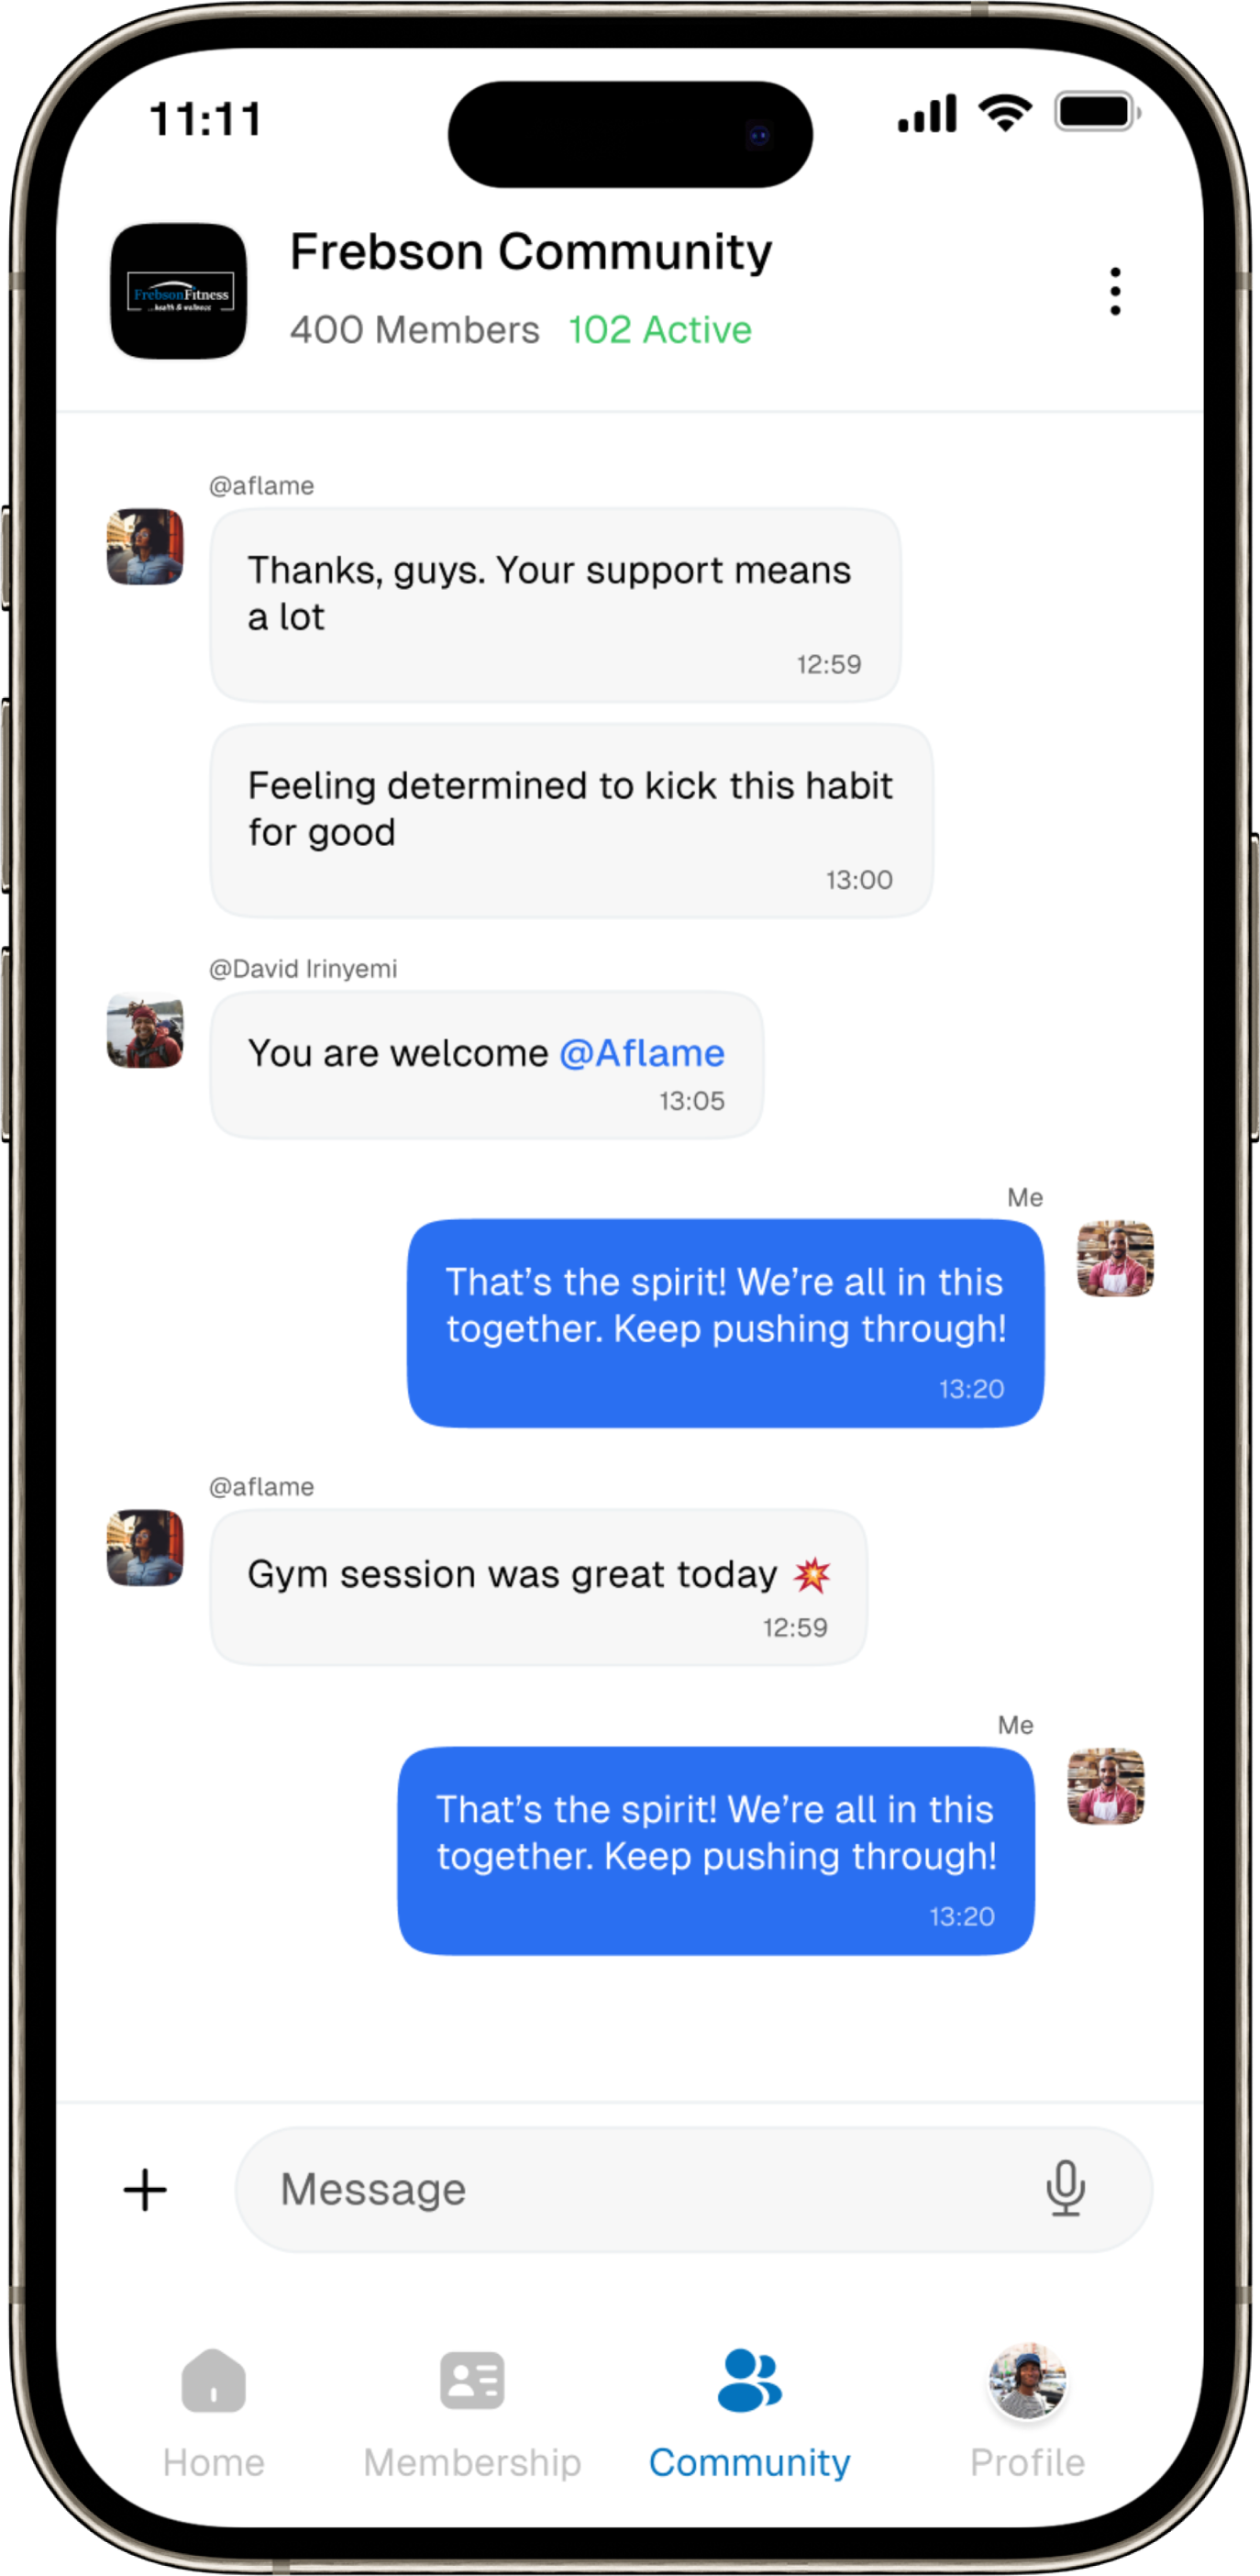 11:11
FrebsonFitness
...health & wellness
Frebson Community
400 Members 102 Active
@aflame
Thanks, guys. Your support means
a lot
12:59
Feeling determined to kick this habit
for good
13:00
@David Irinyemi
You are welcome @Aflame
13:05
Me
That’s the spirit! We’re all in this
together. Keep pushing through!
13:20
@aflame
Gym session was great today 💥
12:59
Me
That’s the spirit! We’re all in this
together. Keep pushing through!
13:20
Message
Home Membership Community Profile